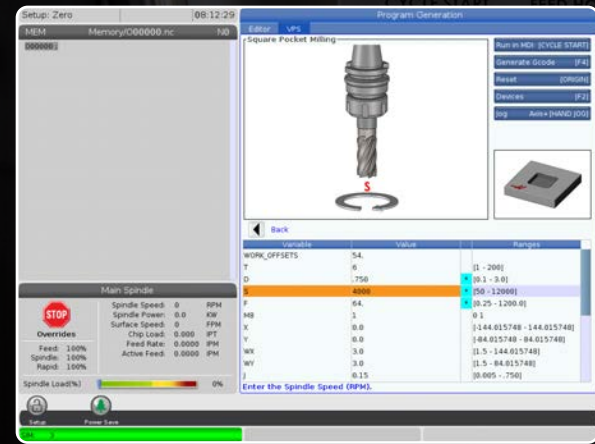 Setup: Zero
08:12:29
Program Generation
MEM Memory/O00000.nc N0
O00000;
Editor VPS
Square Pocket Milling
S
Run in MDI: [CYCLE START]
Generate Gcode [F4]
Reset [ORIGIN]
Devices [F2]
Jog Axis+ [HAND JOG]
Back
Variable Value Ranges
WORK_OFFSETS 54.
T 6 [1 - 200]
D .750 * [0.1 - 3.0]
S 4000 * [50 - 12000]
F 64. * [0.25 - 1200.0]
M8 1 0 1
X 0.0 [-144.015748 - 144.015748]
Y 0.0 [-84.015748 - 84.015748]
WX 3.0 [1.5 - 144.015748]
WY 3.0 [1.5 - 84.015748]
J 0.15 [0.005 - .750]
Enter the Spindle Speed (RPM).
Main Spindle
STOP
Overrides
Feed: 100%
Spindle: 100%
Rapid: 100%
Spindle Speed: 0 RPM
Spindle Power: 0.0 KW
Surface Speed: 0 FPM
Chip Load: 0.000 IPT
Feed Rate: 0.0000 IPM
Active Feed: 0.0000 IPM
Spindle Load(%) 0%
Setup
Power Save